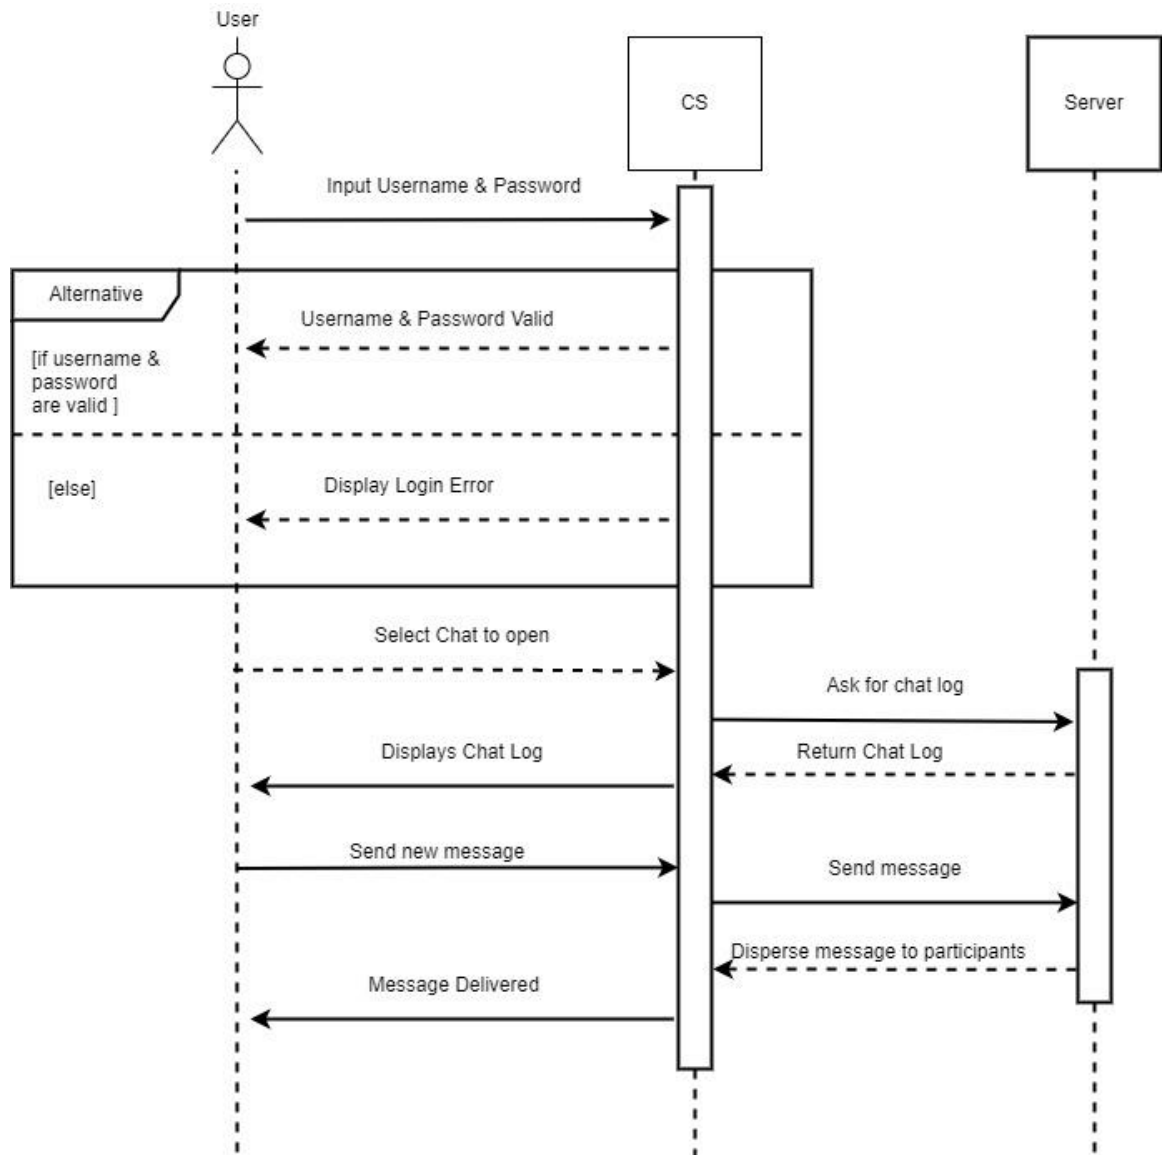 User
CS
Server
Input Username & Password
Alternative
Username & Password Valid
[if username &
password
are valid ]
[else]
Display Login Error
Select Chat to open
Ask for chat log
Displays Chat Log
Return Chat Log
Send new message
Send message
Disperse message to participants
Message Delivered